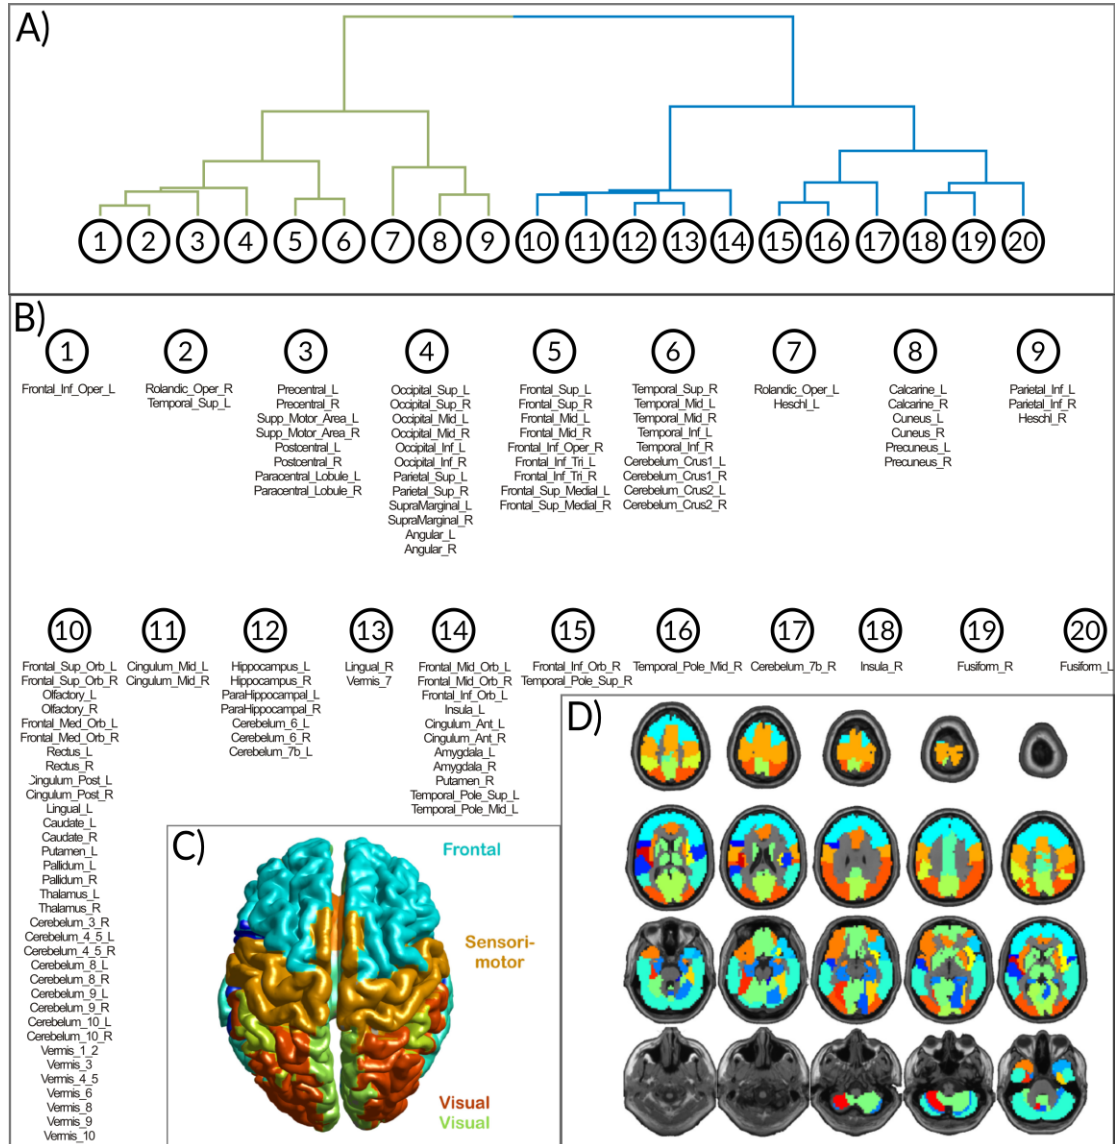 A)
1 2 3 4 5 6 7 8 9 10 11 12 13 14 15 16 17 18 19 20
B)
1
Frontal_Inf_Oper_L
2
Rolandic_Oper_R
Temporal_Sup_L
3
Precentral_L
Precentral_R
Supp_Motor_Area_L
Supp_Motor_Area_R
Postcentral_L
Postcentral_R
Paracentral_Lobule_L
Paracentral_Lobule_R
4
Occipital_Sup_L
Occipital_Sup_R
Occipital_Mid_L
Occipital_Mid_R
Occipital_Inf_L
Occipital_Inf_R
Parietal_Sup_L
Parietal_Sup_R
SupraMarginal_L
SupraMarginal_R
Angular_L
Angular_R
5
Frontal_Sup_L
Frontal_Sup_R
Frontal_Mid_L
Frontal_Mid_R
Frontal_Inf_Oper_R
Frontal_Inf_Tri_L
Frontal_Inf_Tri_R
Frontal_Sup_Medial_L
Frontal_Sup_Medial_R
6
Temporal_Sup_R
Temporal_Mid_L
Temporal_Mid_R
Temporal_Inf_L
Temporal_Inf_R
Cerebelum_Crus1_L
Cerebelum_Crus1_R
Cerebelum_Crus2_L
Cerebelum_Crus2_R
7
Rolandic_Oper_L
Heschl_L
8
Calcarine_L
Calcarine_R
Cuneus_L
Cuneus_R
Precuneus_L
Precuneus_R
9
Parietal_Inf_L
Parietal_Inf_R
Heschl_R
10
Frontal_Sup_Orb_L
Frontal_Sup_Orb_R
Olfactory_L
Olfactory_R
Frontal_Med_Orb_L
Frontal_Med_Orb_R
Rectus_L
Rectus_R
Cingulum_Post_L
Cingulum_Post_R
Lingual_L
Caudate_L
Caudate_R
Putamen_L
Pallidum_L
Pallidum_R
Thalamus_L
Thalamus_R
Cerebelum_3_R
Cerebelum_4_5_L
Cerebelum_4_5_R
Cerebelum_8_L
Cerebelum_8_R
Cerebelum_9_L
Cerebelum_9_R
Cerebelum_10_L
Cerebelum_10_R
Vermis_1_2
Vermis_3
Vermis_4_5
Vermis_6
Vermis_8
Vermis_9
Vermis_10
11
Cingulum_Mid_L
Cingulum_Mid_R
12
Hippocampus_L
Hippocampus_R
ParaHippocampal_L
ParaHippocampal_R
Cerebelum_6_L
Cerebelum_6_R
Cerebelum_7b_L
13
Lingual_R
Vermis_7
14
Frontal_Mid_Orb_L
Frontal_Mid_Orb_R
Frontal_Inf_Orb_L
Insula_L
Cingulum_Ant_L
Cingulum_Ant_R
Amygdala_L
Amygdala_R
Putamen_R
Temporal_Pole_Sup_L
Temporal_Pole_Mid_L
15
Frontal_Inf_Orb_R
Temporal_Pole_Sup_R
16
Temporal_Pole_Mid_R
17
Cerebelum_7b_R
18
Insula_R
19
Fusiform_R
20
Fusiform_L
C)
Frontal
Sensori-
motor
Visual
Visual
D)